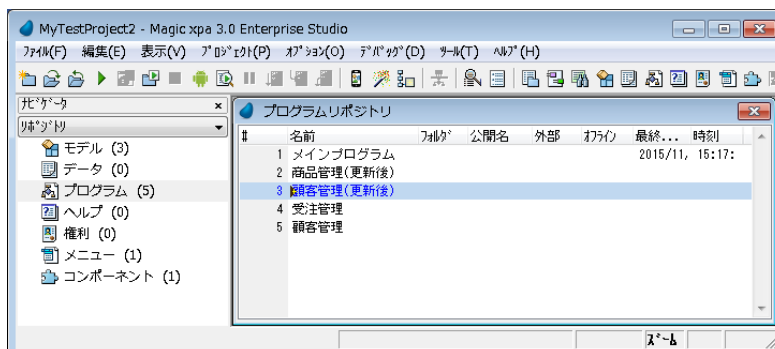 MyTestProject2 - Magic xpa 3.0 Enterprise Studio
ファイル(F) 編集(E) 表示(V) プロジェクト(P) オプション(O) デバッグ(D) ツール(T) ヘルプ(H)
ナビゲータ
リポジトリ
モデル (3)
データ (0)
プログラム (5)
ヘルプ (0)
権利 (0)
メニュー (1)
コンポーネント (1)
プログラムリポジトリ
# 名前 フォルダ 公開名 外部 オフライン 最終... 時刻
1 メインプログラム 2015/11, 15:17:
2 商品管理(更新後)
3 顧客管理(更新後)
4 受注管理
5 顧客管理
ズーム